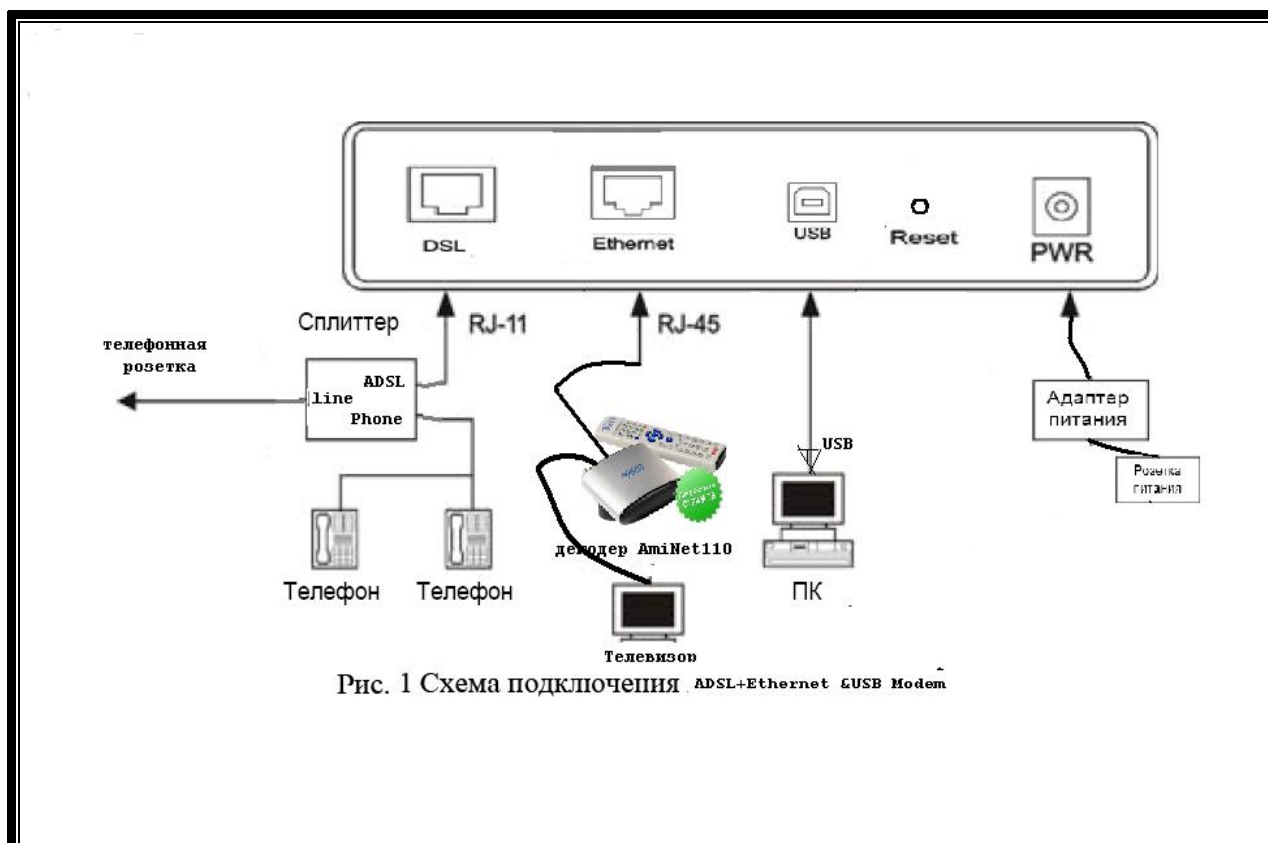 DSL
Ethernet
USB
Reset
PWR
Сплиттер
RJ-11
RJ-45
телефонная
розетка
ADSL
line
Phone
Адаптер
питания
USB
Розетка
питания
декодер AmiNet110
Телефон
Телефон
ПК
Телевизор
Рис. 1 Схема подключения ADSL+Ethernet &USB Modem